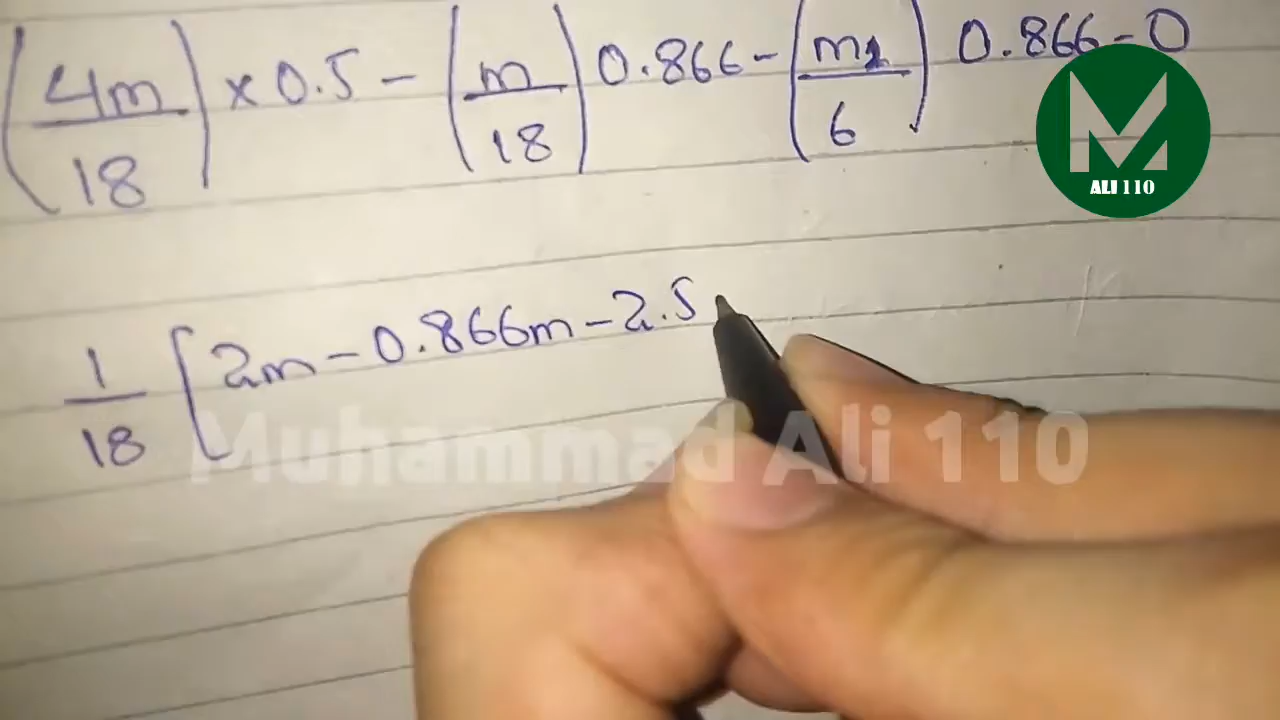 (4m/18) × 0.5 - (m/18) 0.866 - (m1/6) 0.866 - 0
M
ALI 110
1/18 [2m - 0.866m - 2.5
Muhammad Ali 110